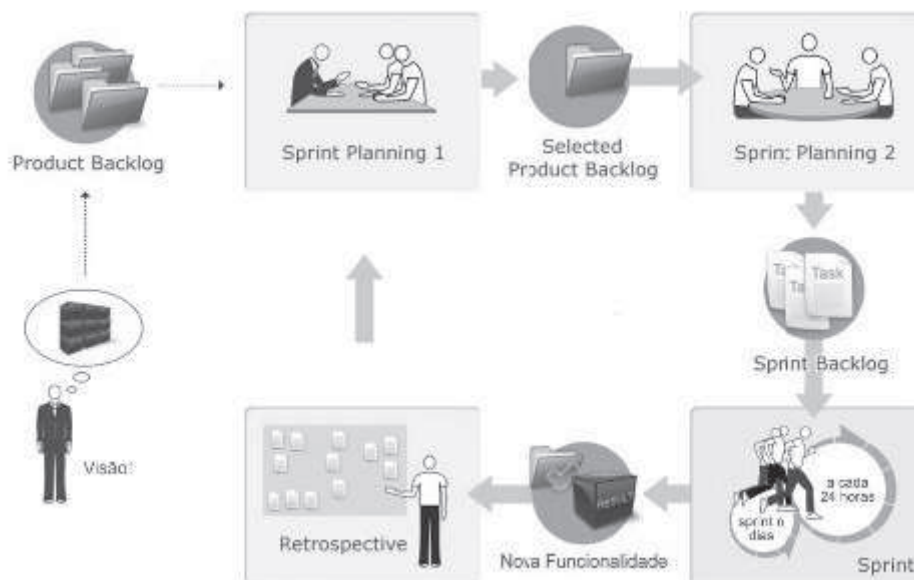 Product Backlog
Sprint Planning 1
Selected
Product Backlog
Sprint Planning 2
Task
Sprint Backlog
a cada
24 horas
sprint n
dias
Sprint
Nova Funcionalidade
Retrospective
Visão!